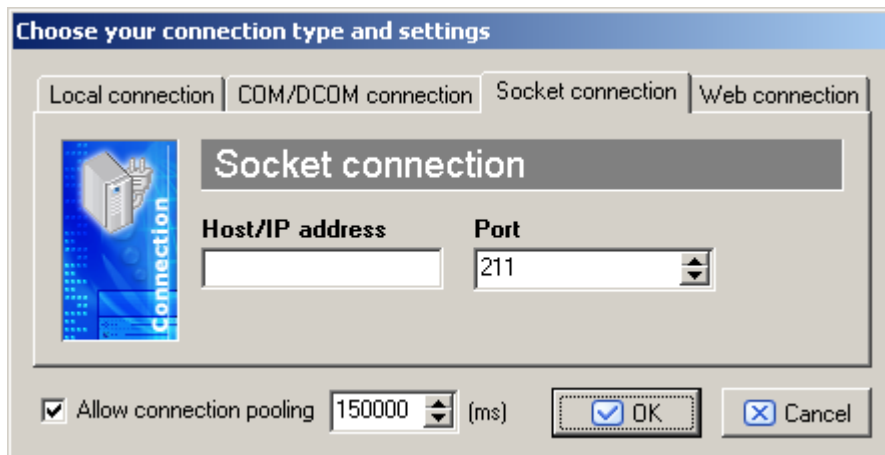 Choose your connection type and settings
Local connection COM/DCOM connection Socket connection Web connection
Socket connection
Connection
Host/IP address Port
211
Allow connection pooling 150000 (ms) OK Cancel